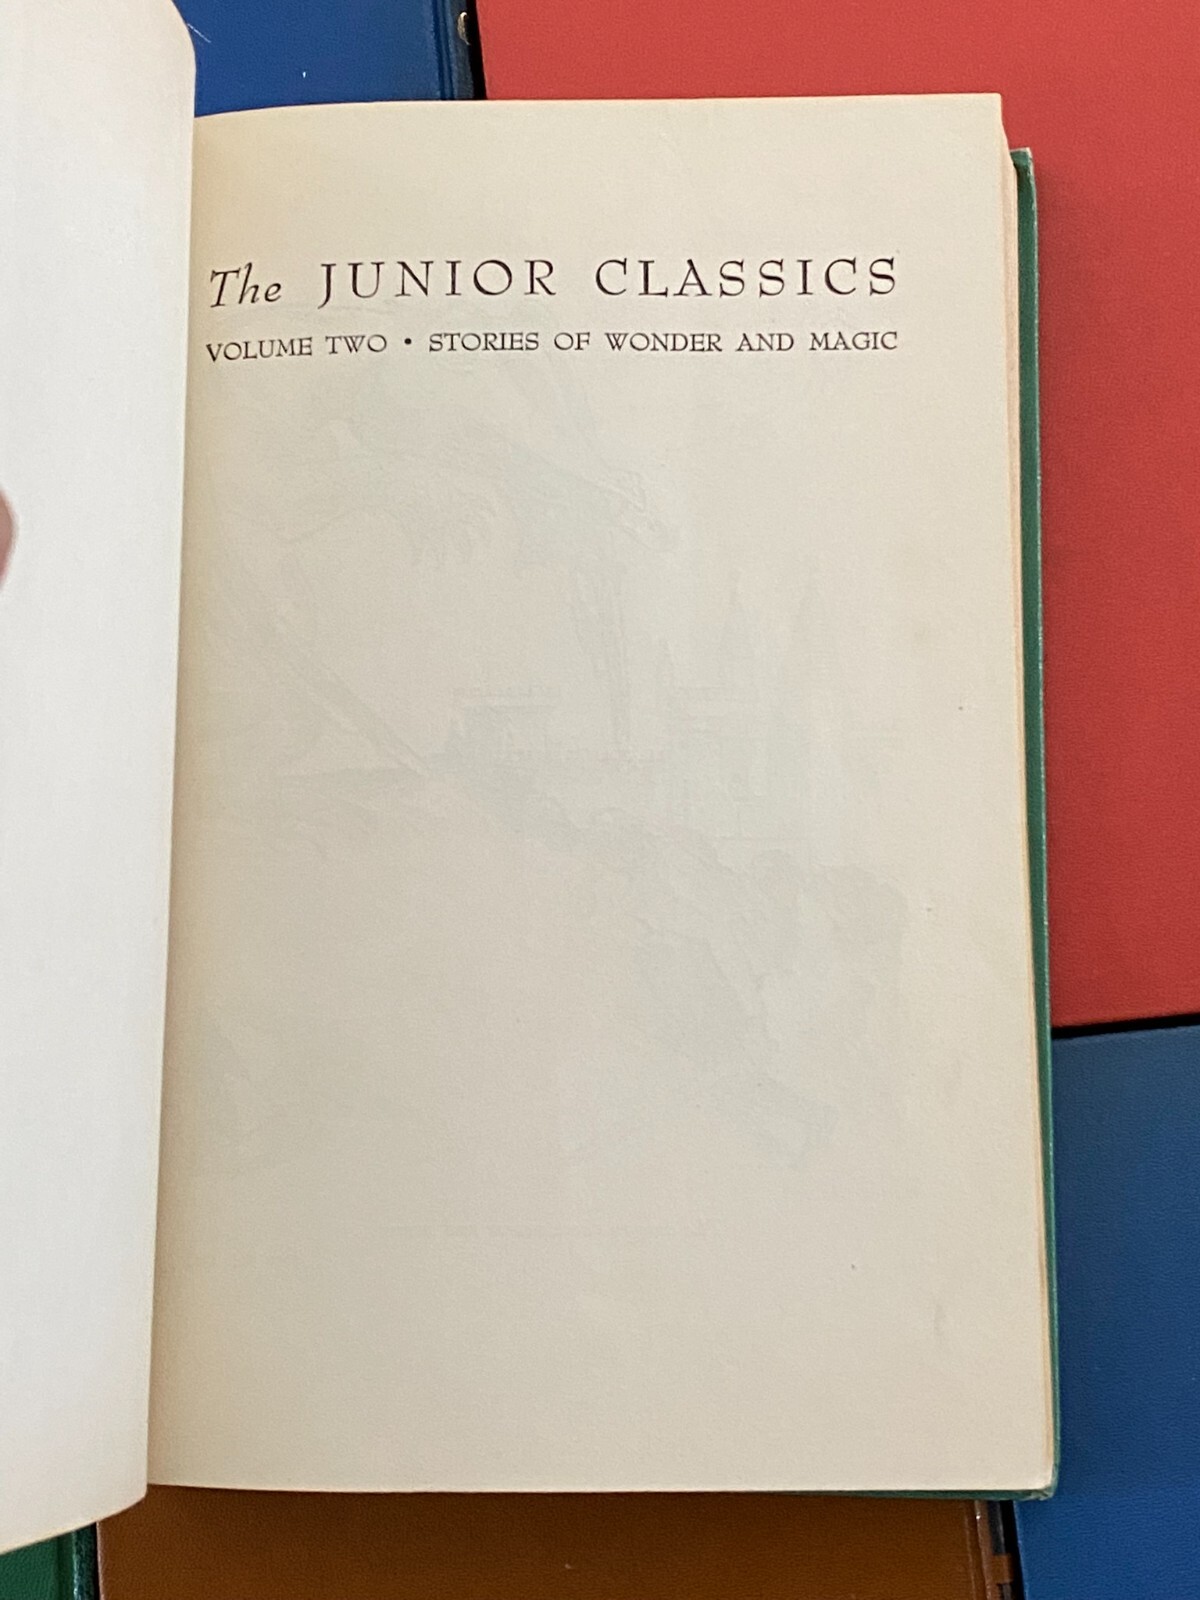 The JUNIOR CLASSICS
VOLUME TWO • STORIES OF WONDER AND MAGIC